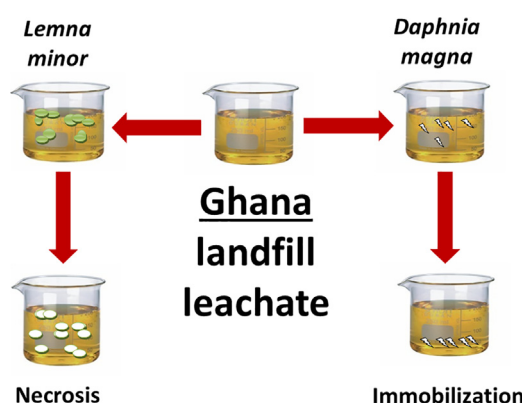 Lemna
minor
Daphnia
magna
Ghana
landfill
leachate
Necrosis
Immobilization